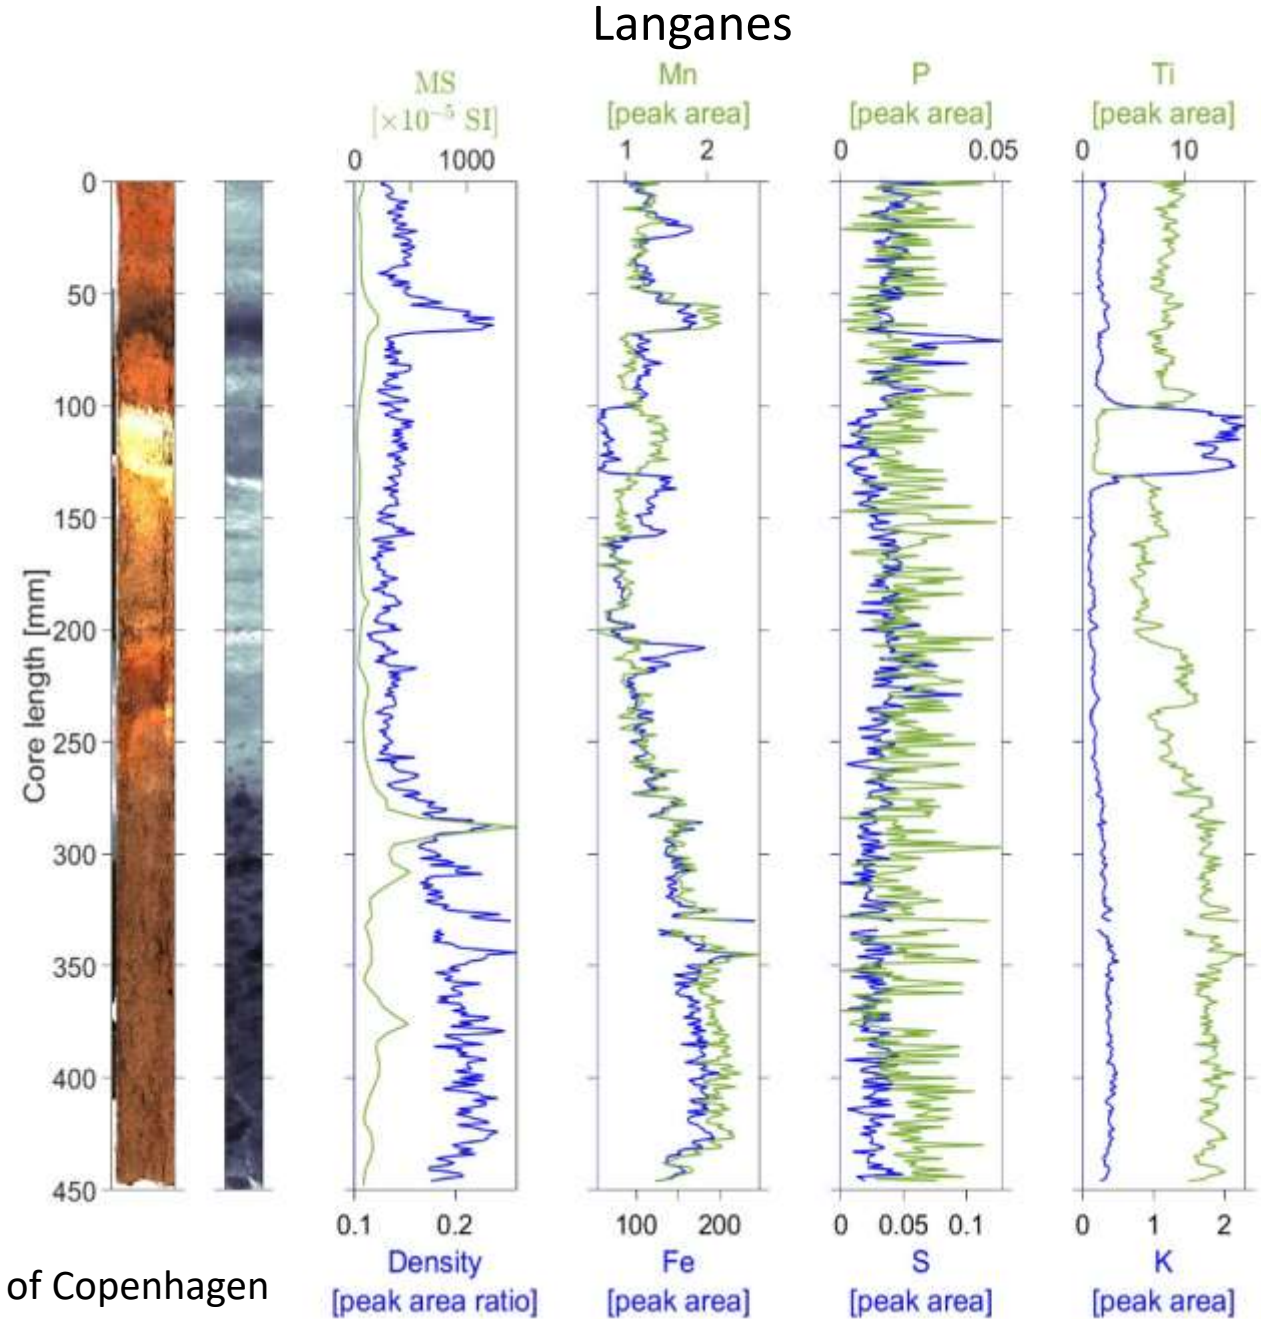 Langanes
MS
[×10⁻⁵ SI]
0 1000
Mn
[peak area]
1 2
P
[peak area]
0 0.05
Ti
[peak area]
0 10
Core length [mm]
0
50
100
150
200
250
300
350
400
450
0.1 0.2
Density
[peak area ratio]
100 200
Fe
[peak area]
0 0.05 0.1
S
[peak area]
0 1 2
K
[peak area]
of Copenhagen